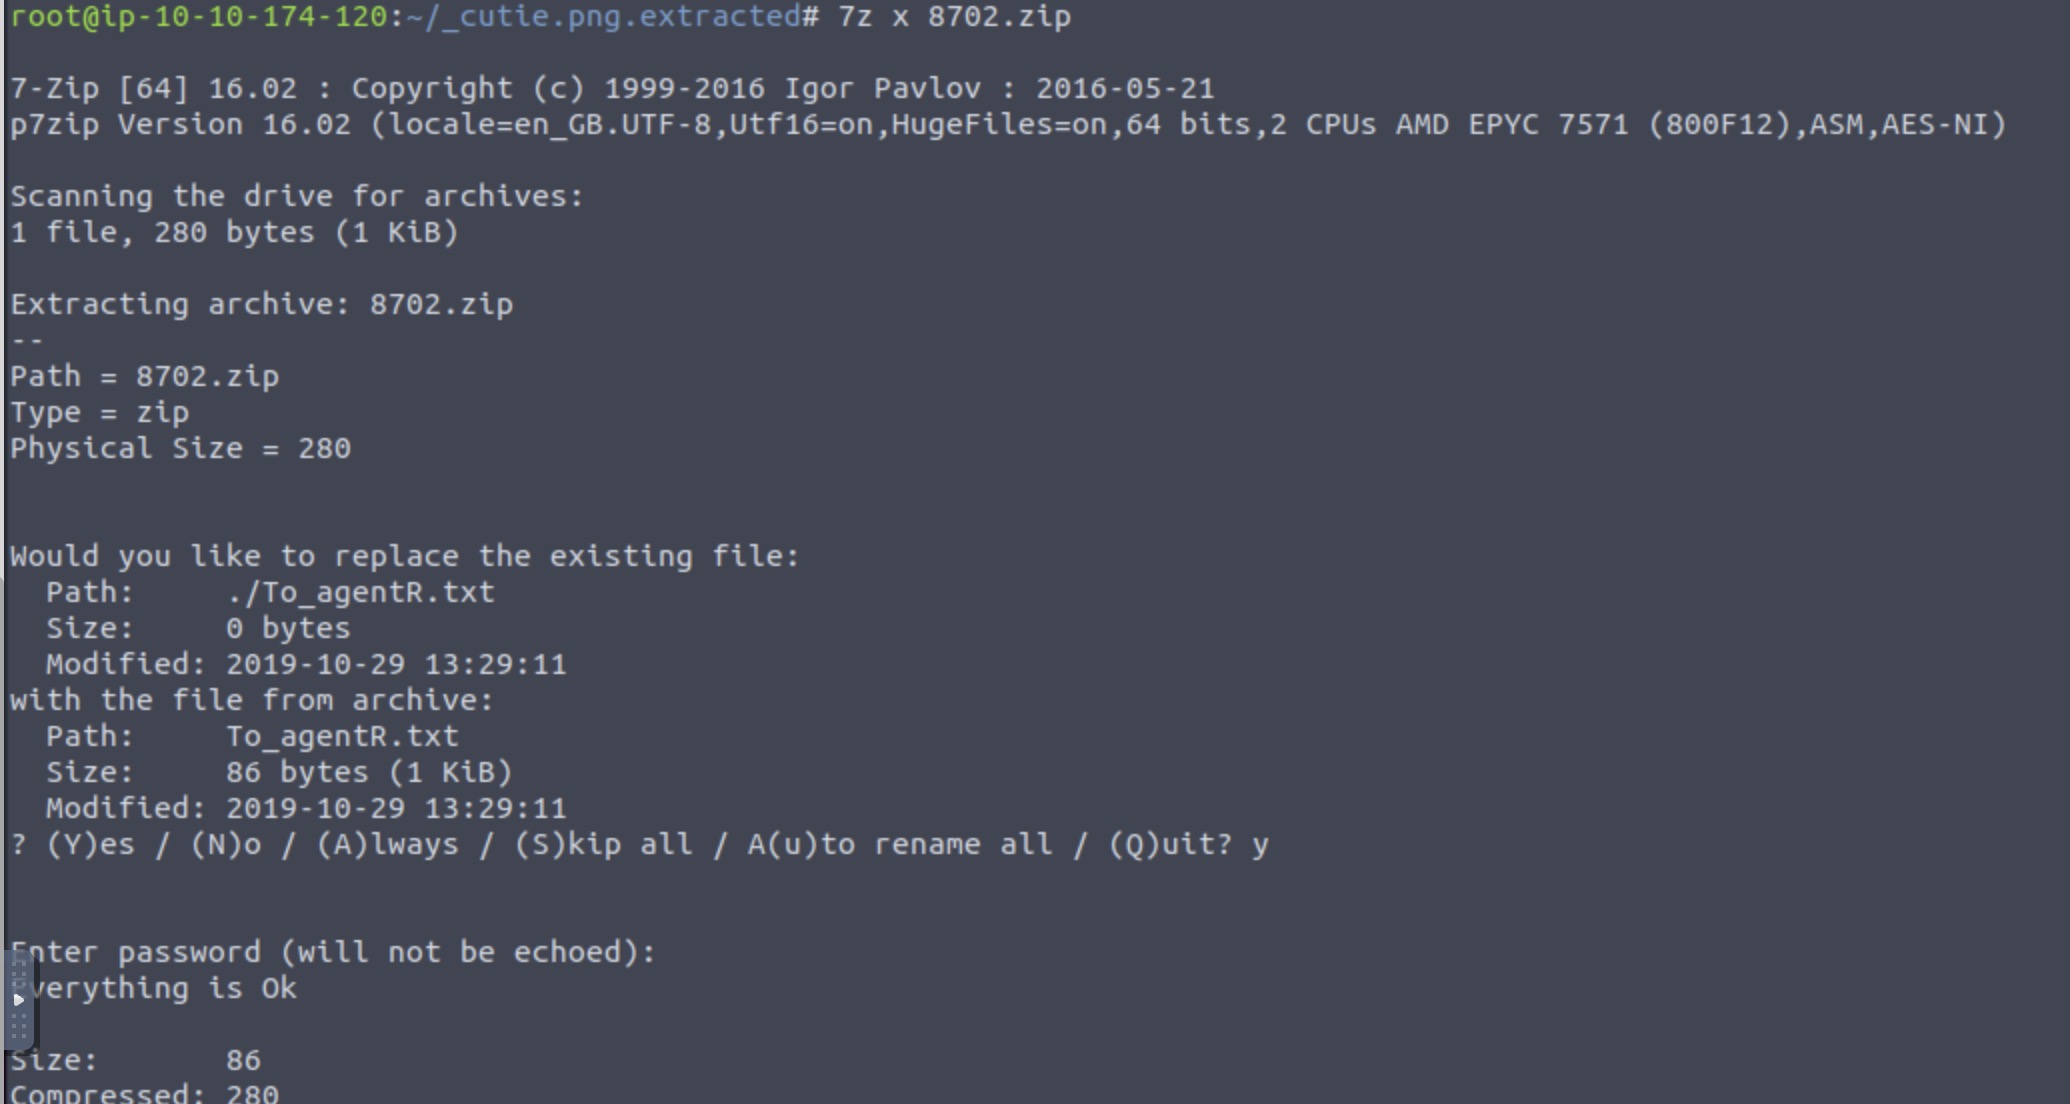 root@ip-10-10-174-120:~/_cutie.png.extracted# 7z x 8702.zip
7-Zip [64] 16.02 : Copyright (c) 1999-2016 Igor Pavlov : 2016-05-21
p7zip Version 16.02 (locale=en_GB.UTF-8,Utf16=on,HugeFiles=on,64 bits,2 CPUs AMD EPYC 7571 (800F12),ASM,AES-NI)
Scanning the drive for archives:
1 file, 280 bytes (1 KiB)
Extracting archive: 8702.zip
--
Path = 8702.zip
Type = zip
Physical Size = 280
Would you like to replace the existing file:
  Path:     ./To_agentR.txt
  Size:     0 bytes
  Modified: 2019-10-29 13:29:11
with the file from archive:
  Path:     To_agentR.txt
  Size:     86 bytes (1 KiB)
  Modified: 2019-10-29 13:29:11
? (Y)es / (N)o / (A)lways / (S)kip all / A(u)to rename all / (Q)uit? y
Enter password (will not be echoed):
Everything is Ok
Size:       86
Compressed: 280